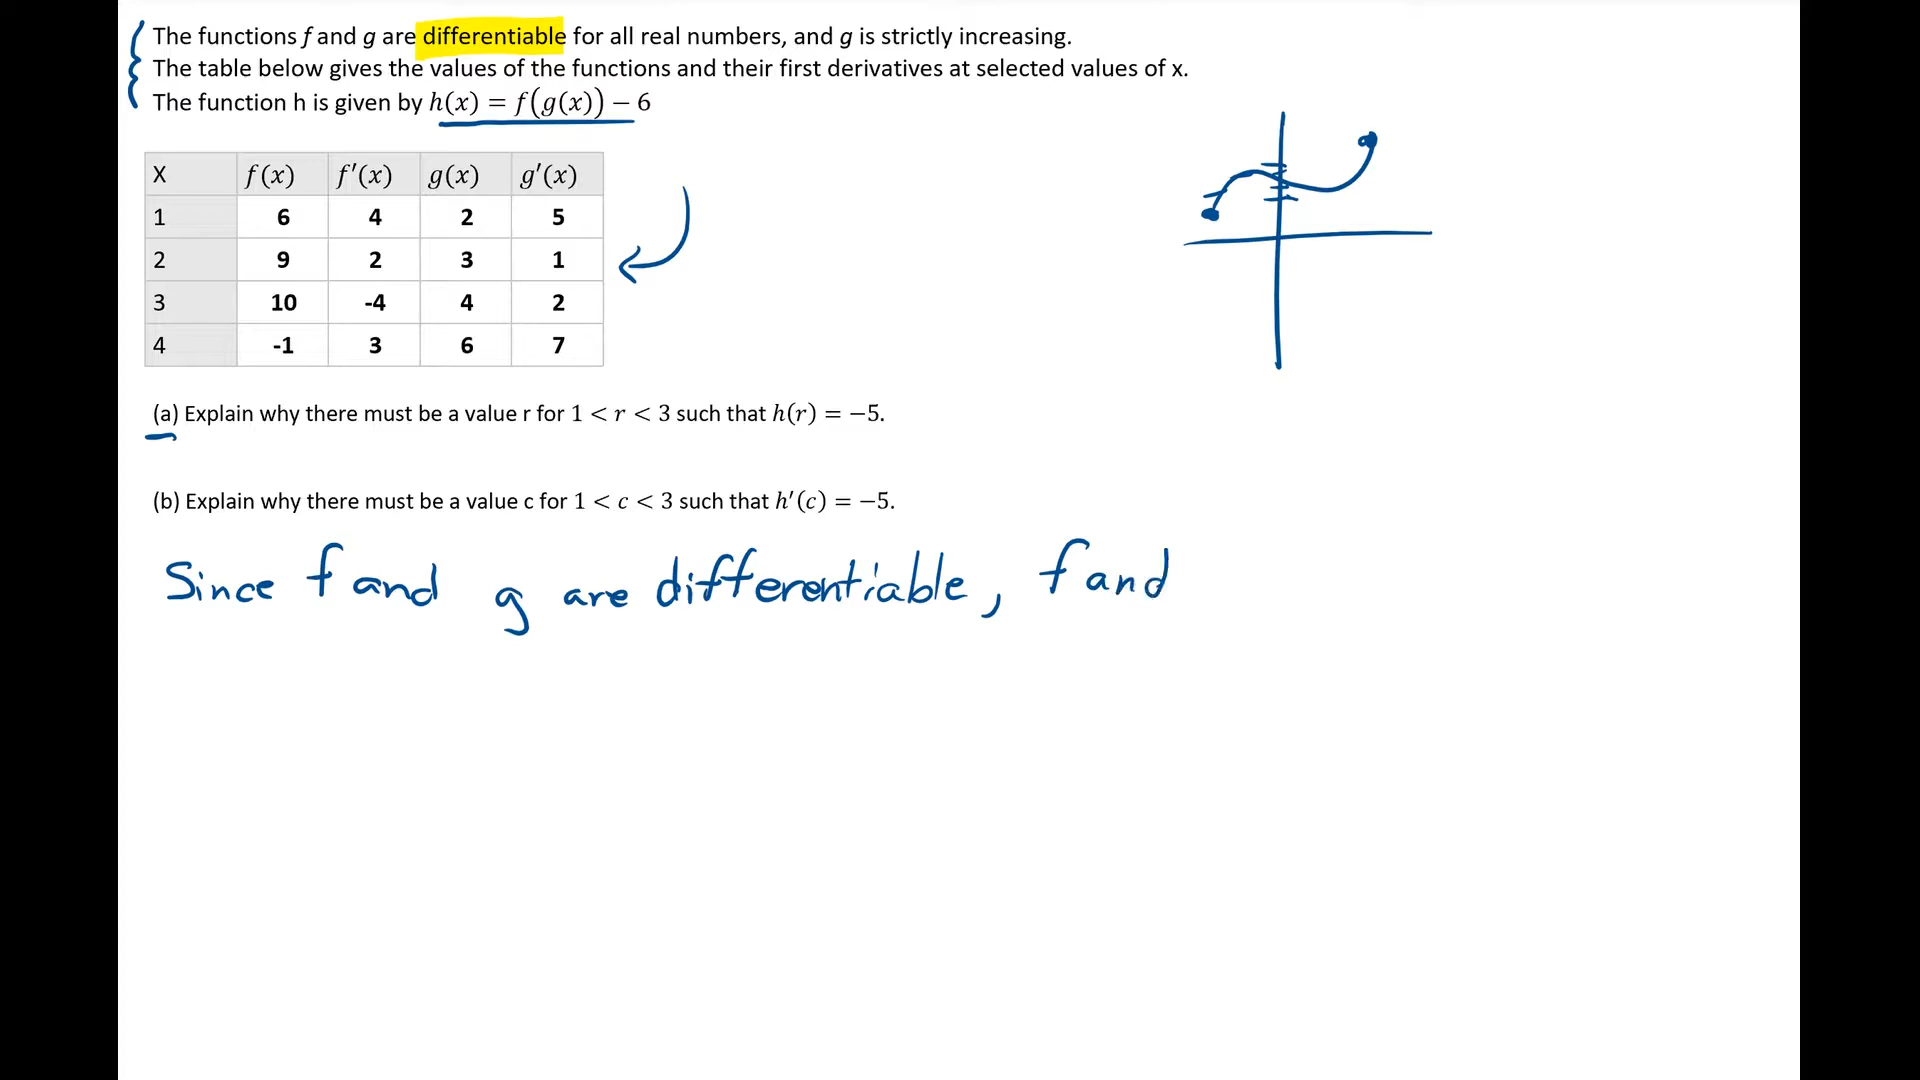 The functions f and g are differentiable for all real numbers, and g is strictly increasing.
The table below gives the values of the functions and their first derivatives at selected values of x.
The function h is given by h(x) = f(g(x)) − 6
X f(x) f′(x) g(x) g′(x)
1 6 4 2 5
2 9 2 3 1
3 10 -4 4 2
4 -1 3 6 7
(a) Explain why there must be a value r for 1 < r < 3 such that h(r) = −5.
(b) Explain why there must be a value c for 1 < c < 3 such that h′(c) = −5.
Since f and g are differentiable, f and